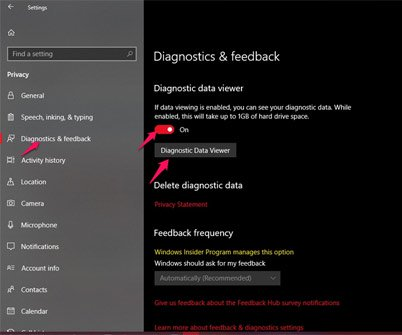 Settings
Find a setting
Privacy
General
Speech, inking, & typing
Diagnostics & feedback
Activity history
Location
Camera
Microphone
Notifications
Account info
Contacts
Calendar
Diagnostics & feedback
Diagnostic data viewer
If data viewing is enabled, you can see your diagnostic data. While
enabled, this will take up to 1GB of hard drive space.
On
Diagnostic Data Viewer
Delete diagnostic data
Privacy Statement
Feedback frequency
Windows Insider Program manages this option
Windows should ask for my feedback
Automatically (Recommended)
Give us feedback about the Feedback Hub survey notifications
Learn more about feedback & diagnostics settings